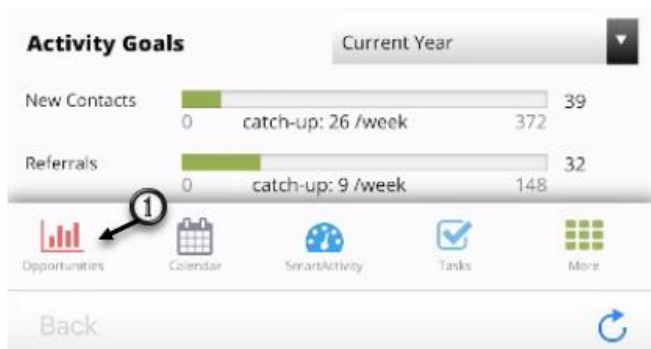 Activity Goals Current Year
New Contacts 39
0 catch-up: 26 /week 372
Referrals 32
0 catch-up: 9 /week 148
1
Opportunities Calendar SmartActivity Tasks More
Back